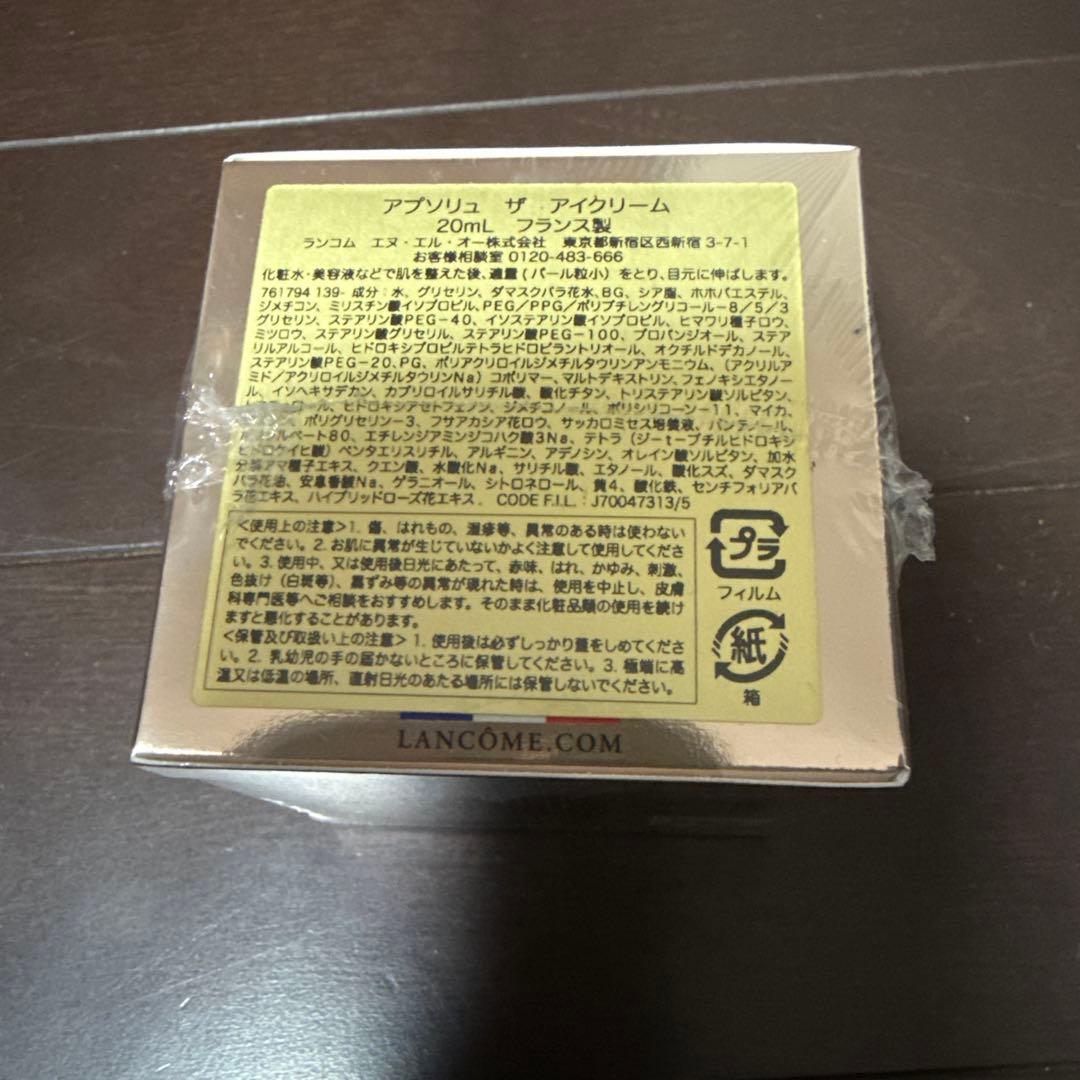 アプソリュ ザ アイクリーム
20mL フランス製
ランコム エヌ・エル・オー株式会社 東京都新宿区西新宿 3-7-1
お客様相談室 0120-483-666
化粧水・美容液などで肌を整えた後、適量 (パール粒小) をとり、目元に伸ばします。
761794 139- 成分：水、グリセリン、ダマスクバラ花水、BG、シア脂、ホホバエステル、
ジメチコン、ミリスチン酸イソプロピル、PEG/PPG/ポリブチレングリコール－8/5/3
グリセリン、ステアリン酸PEG－40、イソステアリン酸イソプロピル、ヒマワリ種子ロウ、
ミツロウ、ステアリン酸グリセリル、ステアリン酸PEG－100、プロパンジオール、ステア
リルアルコール、ヒドロキシプロピルテトラヒドロピラントリオール、オクチルドデカノール、
ステアリン酸PEG－20、PG、ポリアクリロイルジメチルタウリンアンモニウム、(アクリルア
ミド/アクリロイルジメチルタウリンNa) コポリマー、マルトデキストリン、フェノキシエタノー
ル、イソヘキサデカン、カプリロイルサリチル酸、酸化チタン、トリステアリン酸ソルビタン、
ロール、ヒドロキシアセトフェノン、ジメチコノール、ポリシリコーン－11、マイカ、
ポリグリセリン－3、フサアカシア花ロウ、サッカロミセス培養液、パンテノール、
ルベート80、エチレンジアミンジコハク酸3Na、テトラ (ジーtーブチルヒドロキシ
ヒドロケイヒ酸) ペンタエリスリチル、アルギニン、アデノシン、オレイン酸ソルビタン、加水
分解アマ種子エキス、クエン酸、水酸化Na、サリチル酸、エタノール、酸化スズ、ダマスク
バラ花油、安息香酸Na、ゲラニオール、シトロネロール、黄4、酸化鉄、センチフォリアバ
ラ花エキス、ハイブリッドローズ花エキス． CODE F.I.L.：J70047313/5
＜使用上の注意＞1. 傷、はれもの、湿疹等、異常のある時は使わない
でください。2. お肌に異常が生じていないかよく注意して使用してくださ
い。3. 使用中、又は使用後日光にあたって、赤味、はれ、かゆみ、刺激、
色抜け (白斑等)、黒ずみ等の異常が現れた時は、使用を中止し、皮膚
科専門医等へご相談をおすすめします。そのまま化粧品類の使用を続け
ますと悪化することがあります。
＜保管及び取扱い上の注意＞ 1. 使用後は必ずしっかり蓋をしめてくださ
い。2. 乳幼児の手の届かないところに保管してください。3. 極端に高
温又は低温の場所、直射日光のあたる場所には保管しないでください。
プラ
フィルム
紙
箱
LANCÔME.COM